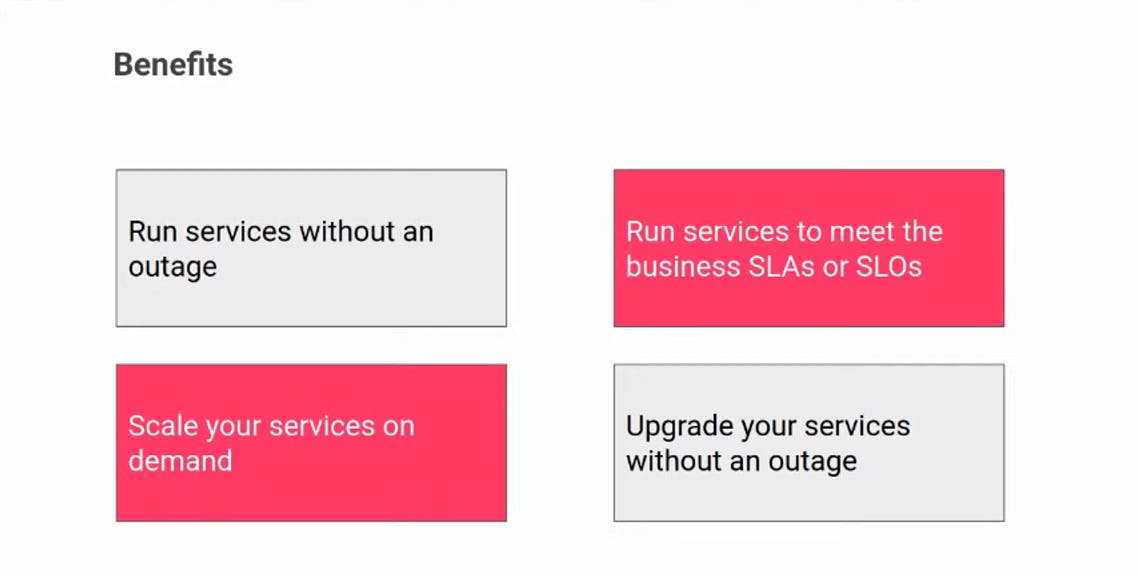 Benefits
Run services without an
outage
Run services to meet the
business SLAs or SLOs
Scale your services on
demand
Upgrade your services
without an outage